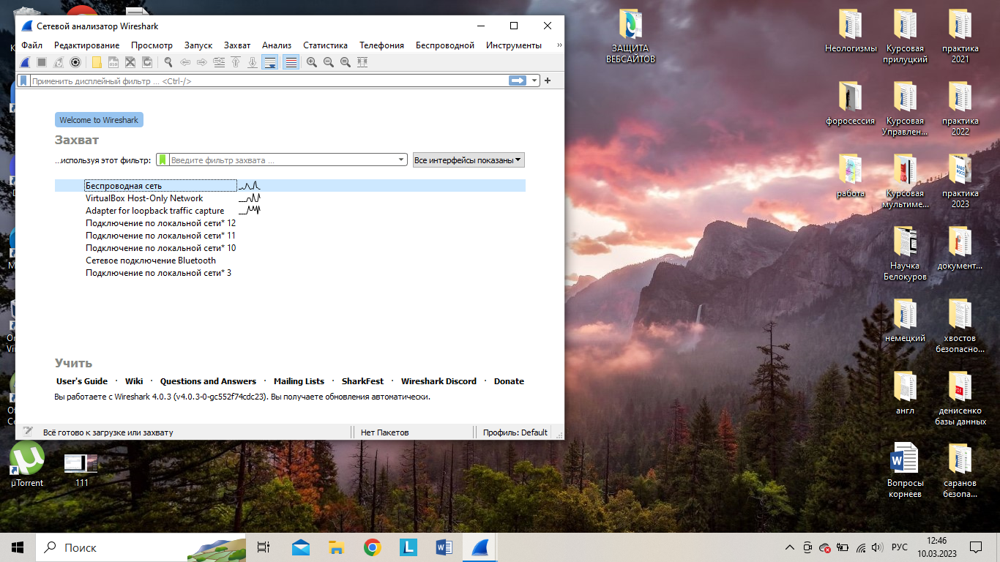 Сетевой анализатор Wireshark
Файл Редактирование Просмотр Запуск Захват Анализ Статистика Телефония Беспроводной Инструменты »
Применить дисплейный фильтр ... <Ctrl-/>
Welcome to Wireshark
Захват
...используя этот фильтр: Введите фильтр захвата ... Все интерфейсы показаны
Беспроводная сеть
VirtualBox Host-Only Network
Adapter for loopback traffic capture
Подключение по локальной сети* 12
Подключение по локальной сети* 11
Подключение по локальной сети* 10
Сетевое подключение Bluetooth
Подключение по локальной сети* 3
Учить
User's Guide · Wiki · Questions and Answers · Mailing Lists · SharkFest · Wireshark Discord · Donate
Вы работаете с Wireshark 4.0.3 (v4.0.3-0-gc552f74cdc23). Вы получаете обновления автоматически.
Всё готово к загрузке или захвату Нет Пакетов Профиль: Default
µTorrent
111
ЗАЩИТА
ВЕБСАЙТОВ
Неологизмы
Курсовая
прилуцкий
практика
2021
форосессия
Курсовая
Управлен...
практика
2022
работа
Курсовая
мультиме...
практика
2023
Научка
Белокуров
документ...
немецкий
хвостов
безопасно...
англ
денисенко
базы данных
Вопросы
корнеев
саранов
безопа...
Поиск
РУС
12:46
10.03.2023